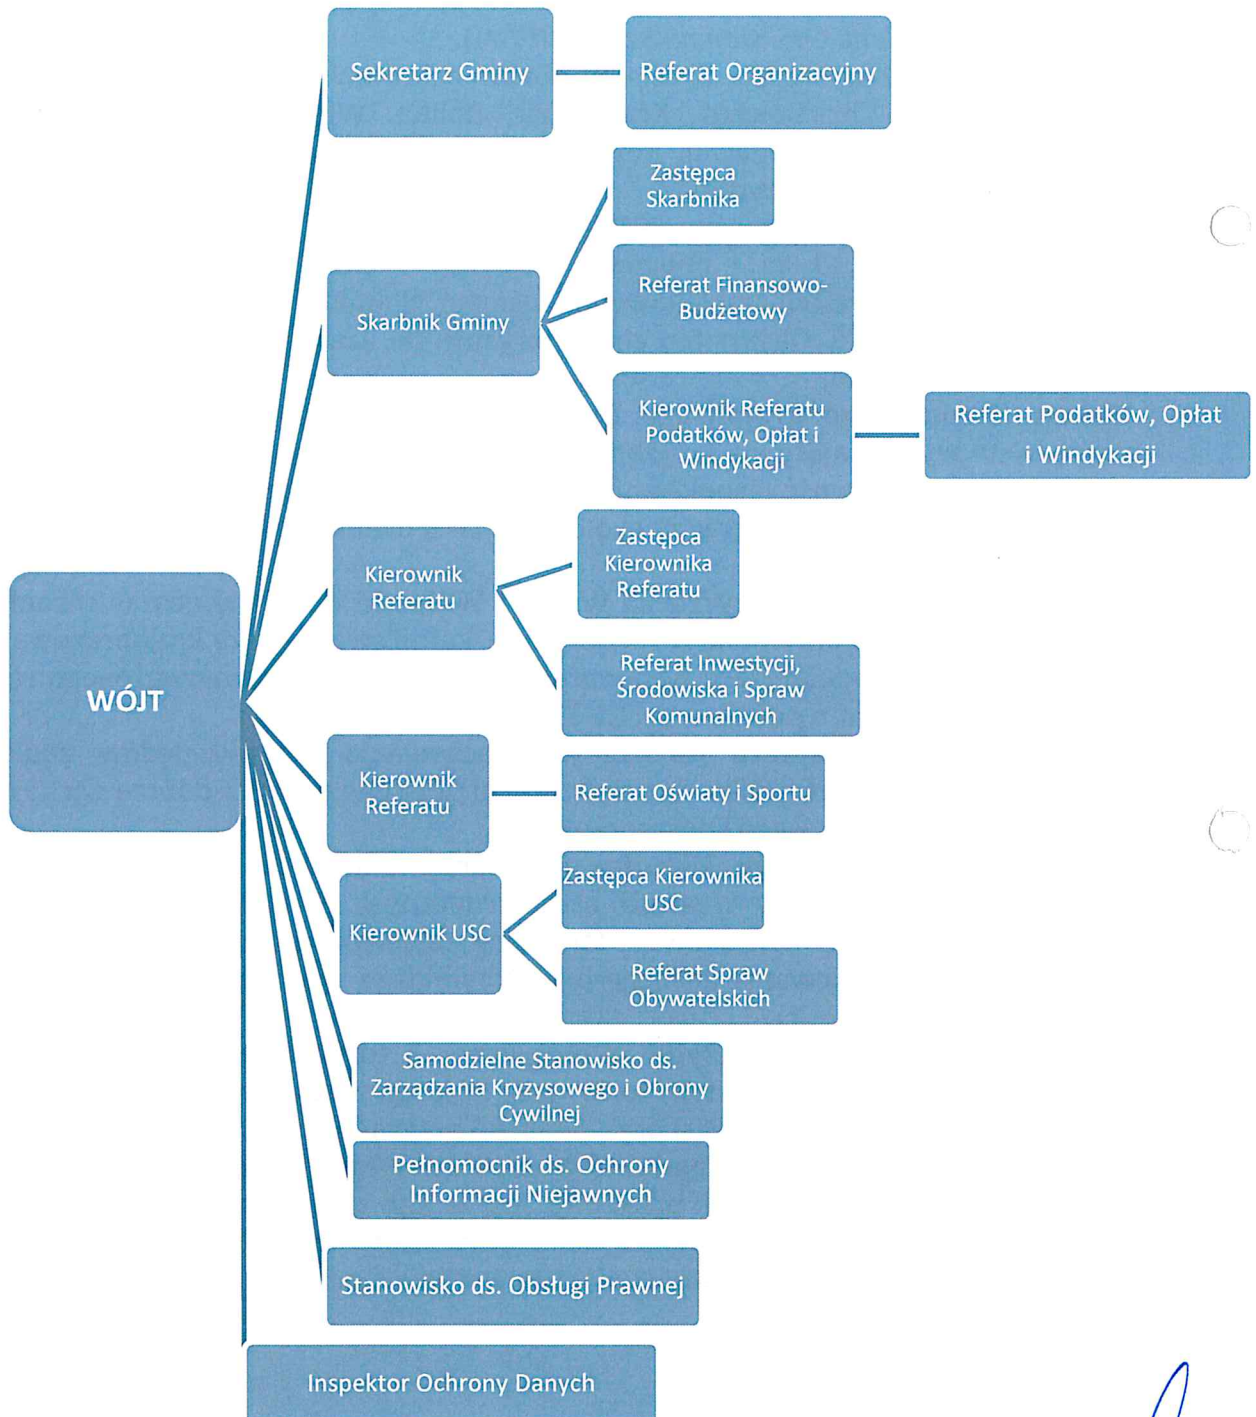 Sekretarz Gminy
Referat Organizacyjny
Zastępca
Skarbnika
Skarbnik Gminy
Referat Finansowo-
Budżetowy
Kierownik Referatu
Podatków, Opłat i
Windykacji
Referat Podatków, Opłat
i Windykacji
WÓJT
Kierownik
Referatu
Zastępca
Kierownika
Referatu
Referat Inwestycji,
Środowiska i Spraw
Komunalnych
Kierownik
Referatu
Referat Oświaty i Sportu
Kierownik USC
Zastępca Kierownika
USC
Referat Spraw
Obywatelskich
Samodzielne Stanowisko ds.
Zarządzania Kryzysowego i Obrony
Cywilnej
Pełnomocnik ds. Ochrony
Informacji Niejawnych
Stanowisko ds. Obsługi Prawnej
Inspektor Ochrony Danych